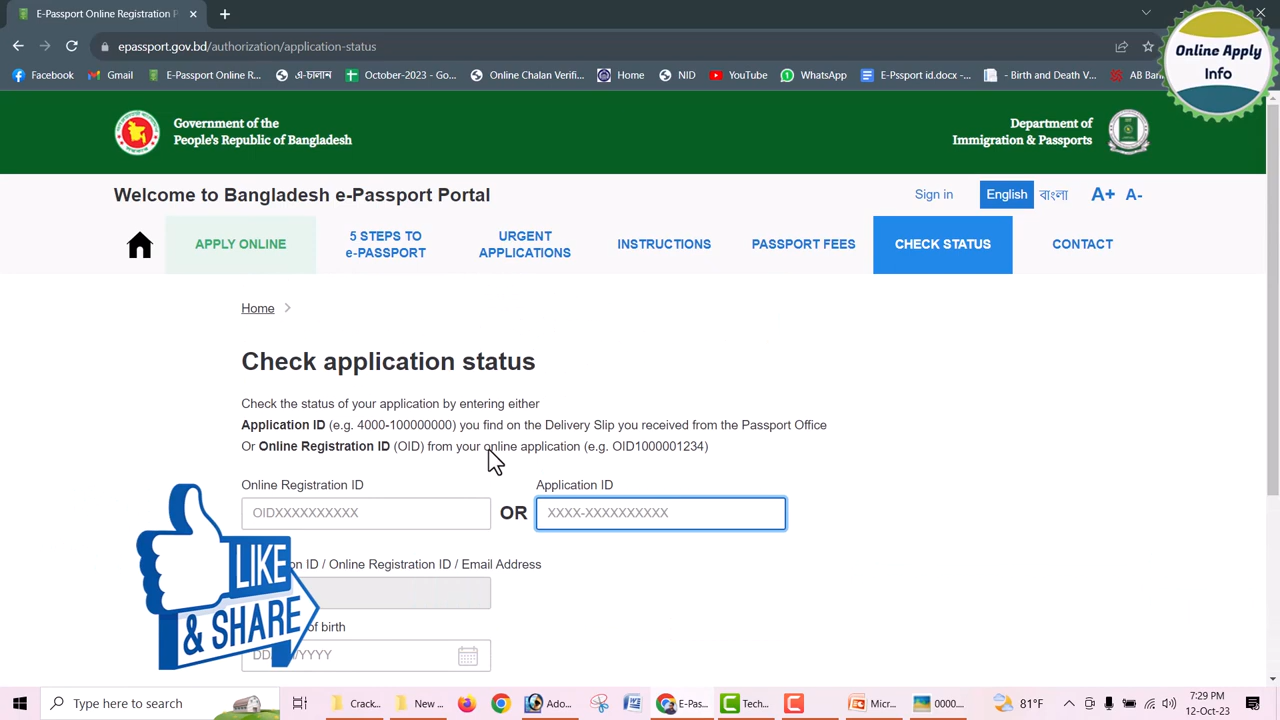 E-Passport Online Registration P
epassport.gov.bd/authorization/application-status
Facebook
Gmail
E-Passport Online R...
এ-চালান
October-2023 - Go...
Online Chalan Verifi...
Home
NID
YouTube
WhatsApp
E-Pssport id.docx -...
- Birth and Death V...
AB Ban
Online Apply
Info
Government of the
People's Republic of Bangladesh
Department of
Immigration & Passports
Welcome to Bangladesh e-Passport Portal
Sign in
English
বাংলা
A+
A-
APPLY ONLINE
5 STEPS TO
e-PASSPORT
URGENT
APPLICATIONS
INSTRUCTIONS
PASSPORT FEES
CHECK STATUS
CONTACT
Home
Check application status
Check the status of your application by entering either
Application ID (e.g. 4000-100000000) you find on the Delivery Slip you received from the Passport Office
Or Online Registration ID (OID) from your online application (e.g. OID1000001234)
Online Registration ID
Application ID
OIDXXXXXXXXXX
OR
XXXX-XXXXXXXXXX
on ID / Online Registration ID / Email Address
LIKE
& SHARE
of birth
YYYY
Type here to search
Crack...
New ...
Ado...
E-Pas...
Tech...
Micr...
0000...
81°F
7:29 PM
12-Oct-23